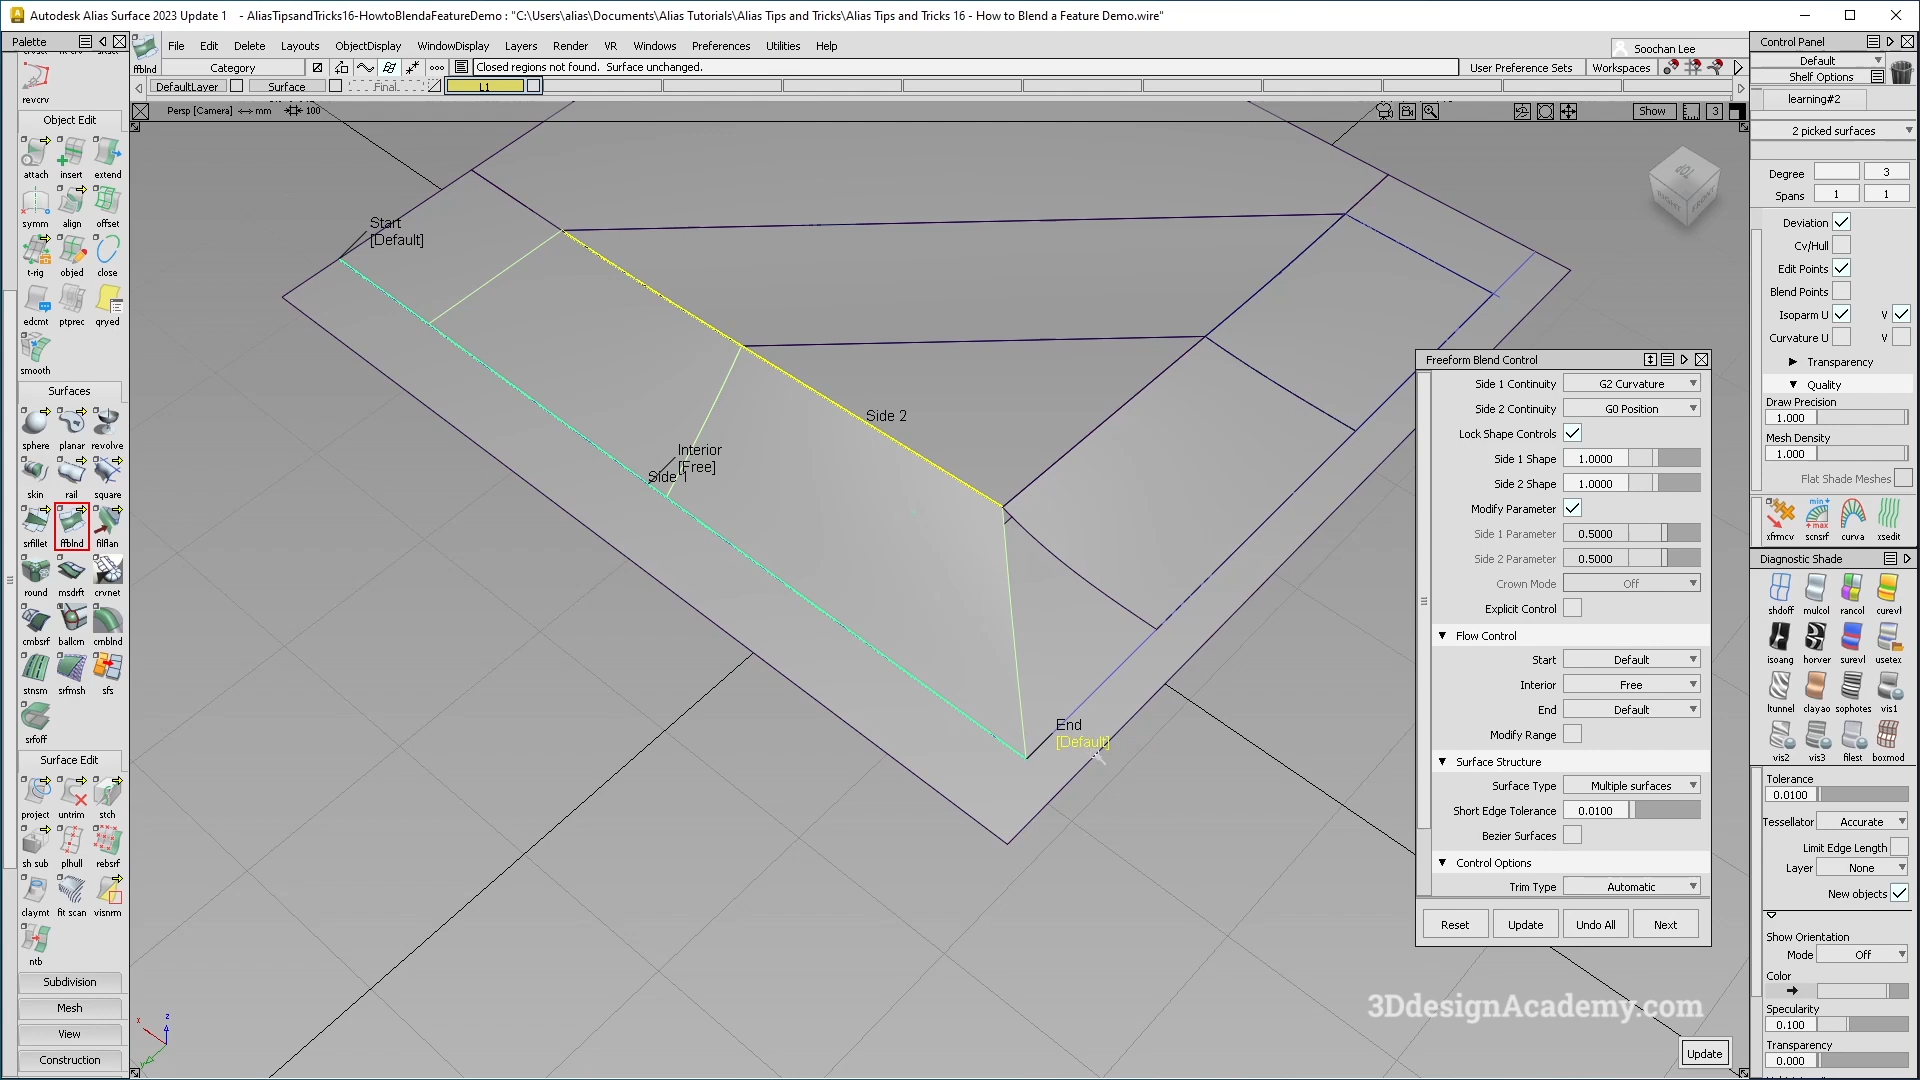 Autodesk Alias Surface 2023 Update 1 - AliasTipsandTricks16-HowtoBlendaFeatureDemo : "C:\Users\alias\Documents\Alias Tutorials\Alias Tips and Tricks\Alias Tips and Tricks 16 - How to Blend a Feature Demo.wire"
Palette
File Edit Delete Layouts ObjectDisplay WindowDisplay Layers Render VR Windows Preferences Utilities Help
Soochan Lee
ffblnd Category Closed regions not found. Surface unchanged. User Preference Sets Workspaces
DefaultLayer Surface Final L1
Persp [Camera] mm 100 Show 3
revcrv
Object Edit
attach insert extend
symm align offset
t-rig objed close
edcmt ptprec qryed
smooth
Surfaces
sphere planar revolve
skin rail square
srfillet ffblnd filflan
round msdrft crvnet
cmbsrf ballcrn crnblnd
stnsm srfmsh sfs
srfoff
Surface Edit
project untrim stch
sh sub plhull rebsrf
claymt fit scan visnrm
ntb
Subdivision
Mesh
View
Construction
Start
[Default]
Side 2
Interior
[Free]
Side 1
End
[Default]
TOP
RIGHT
FRONT
x
z
y
Freeform Blend Control
Side 1 Continuity G2 Curvature
Side 2 Continuity G0 Position
Lock Shape Controls
Side 1 Shape 1.0000
Side 2 Shape 1.0000
Modify Parameter
Side 1 Parameter 0.5000
Side 2 Parameter 0.5000
Crown Mode Off
Explicit Control
Flow Control
Start Default
Interior Free
End Default
Modify Range
Surface Structure
Surface Type Multiple surfaces
Short Edge Tolerance 0.0100
Bezier Surfaces
Control Options
Trim Type Automatic
Reset Update Undo All Next
3DdesignAcademy.com
Update
Control Panel
Default
Shelf Options
learning#2
2 picked surfaces
Degree 3
Spans 1 1
Deviation
Cv/Hull
Edit Points
Blend Points
Isoparm U V
Curvature U V
Transparency
Quality
Draw Precision
1.000
Mesh Density
1.000
Flat Shade Meshes
xfrmcv scnsrf curva xsedit
Diagnostic Shade
shdoff mulcol rancol curevl
isoang horver surevl usetex
ltunnel clayao sophotes vis1
vis2 vis3 filest boxmod
Tolerance
0.0100
Tessellator Accurate
Limit Edge Length
Layer None
New objects
Show Orientation
Mode Off
Color
Specularity
0.100
Transparency
0.000